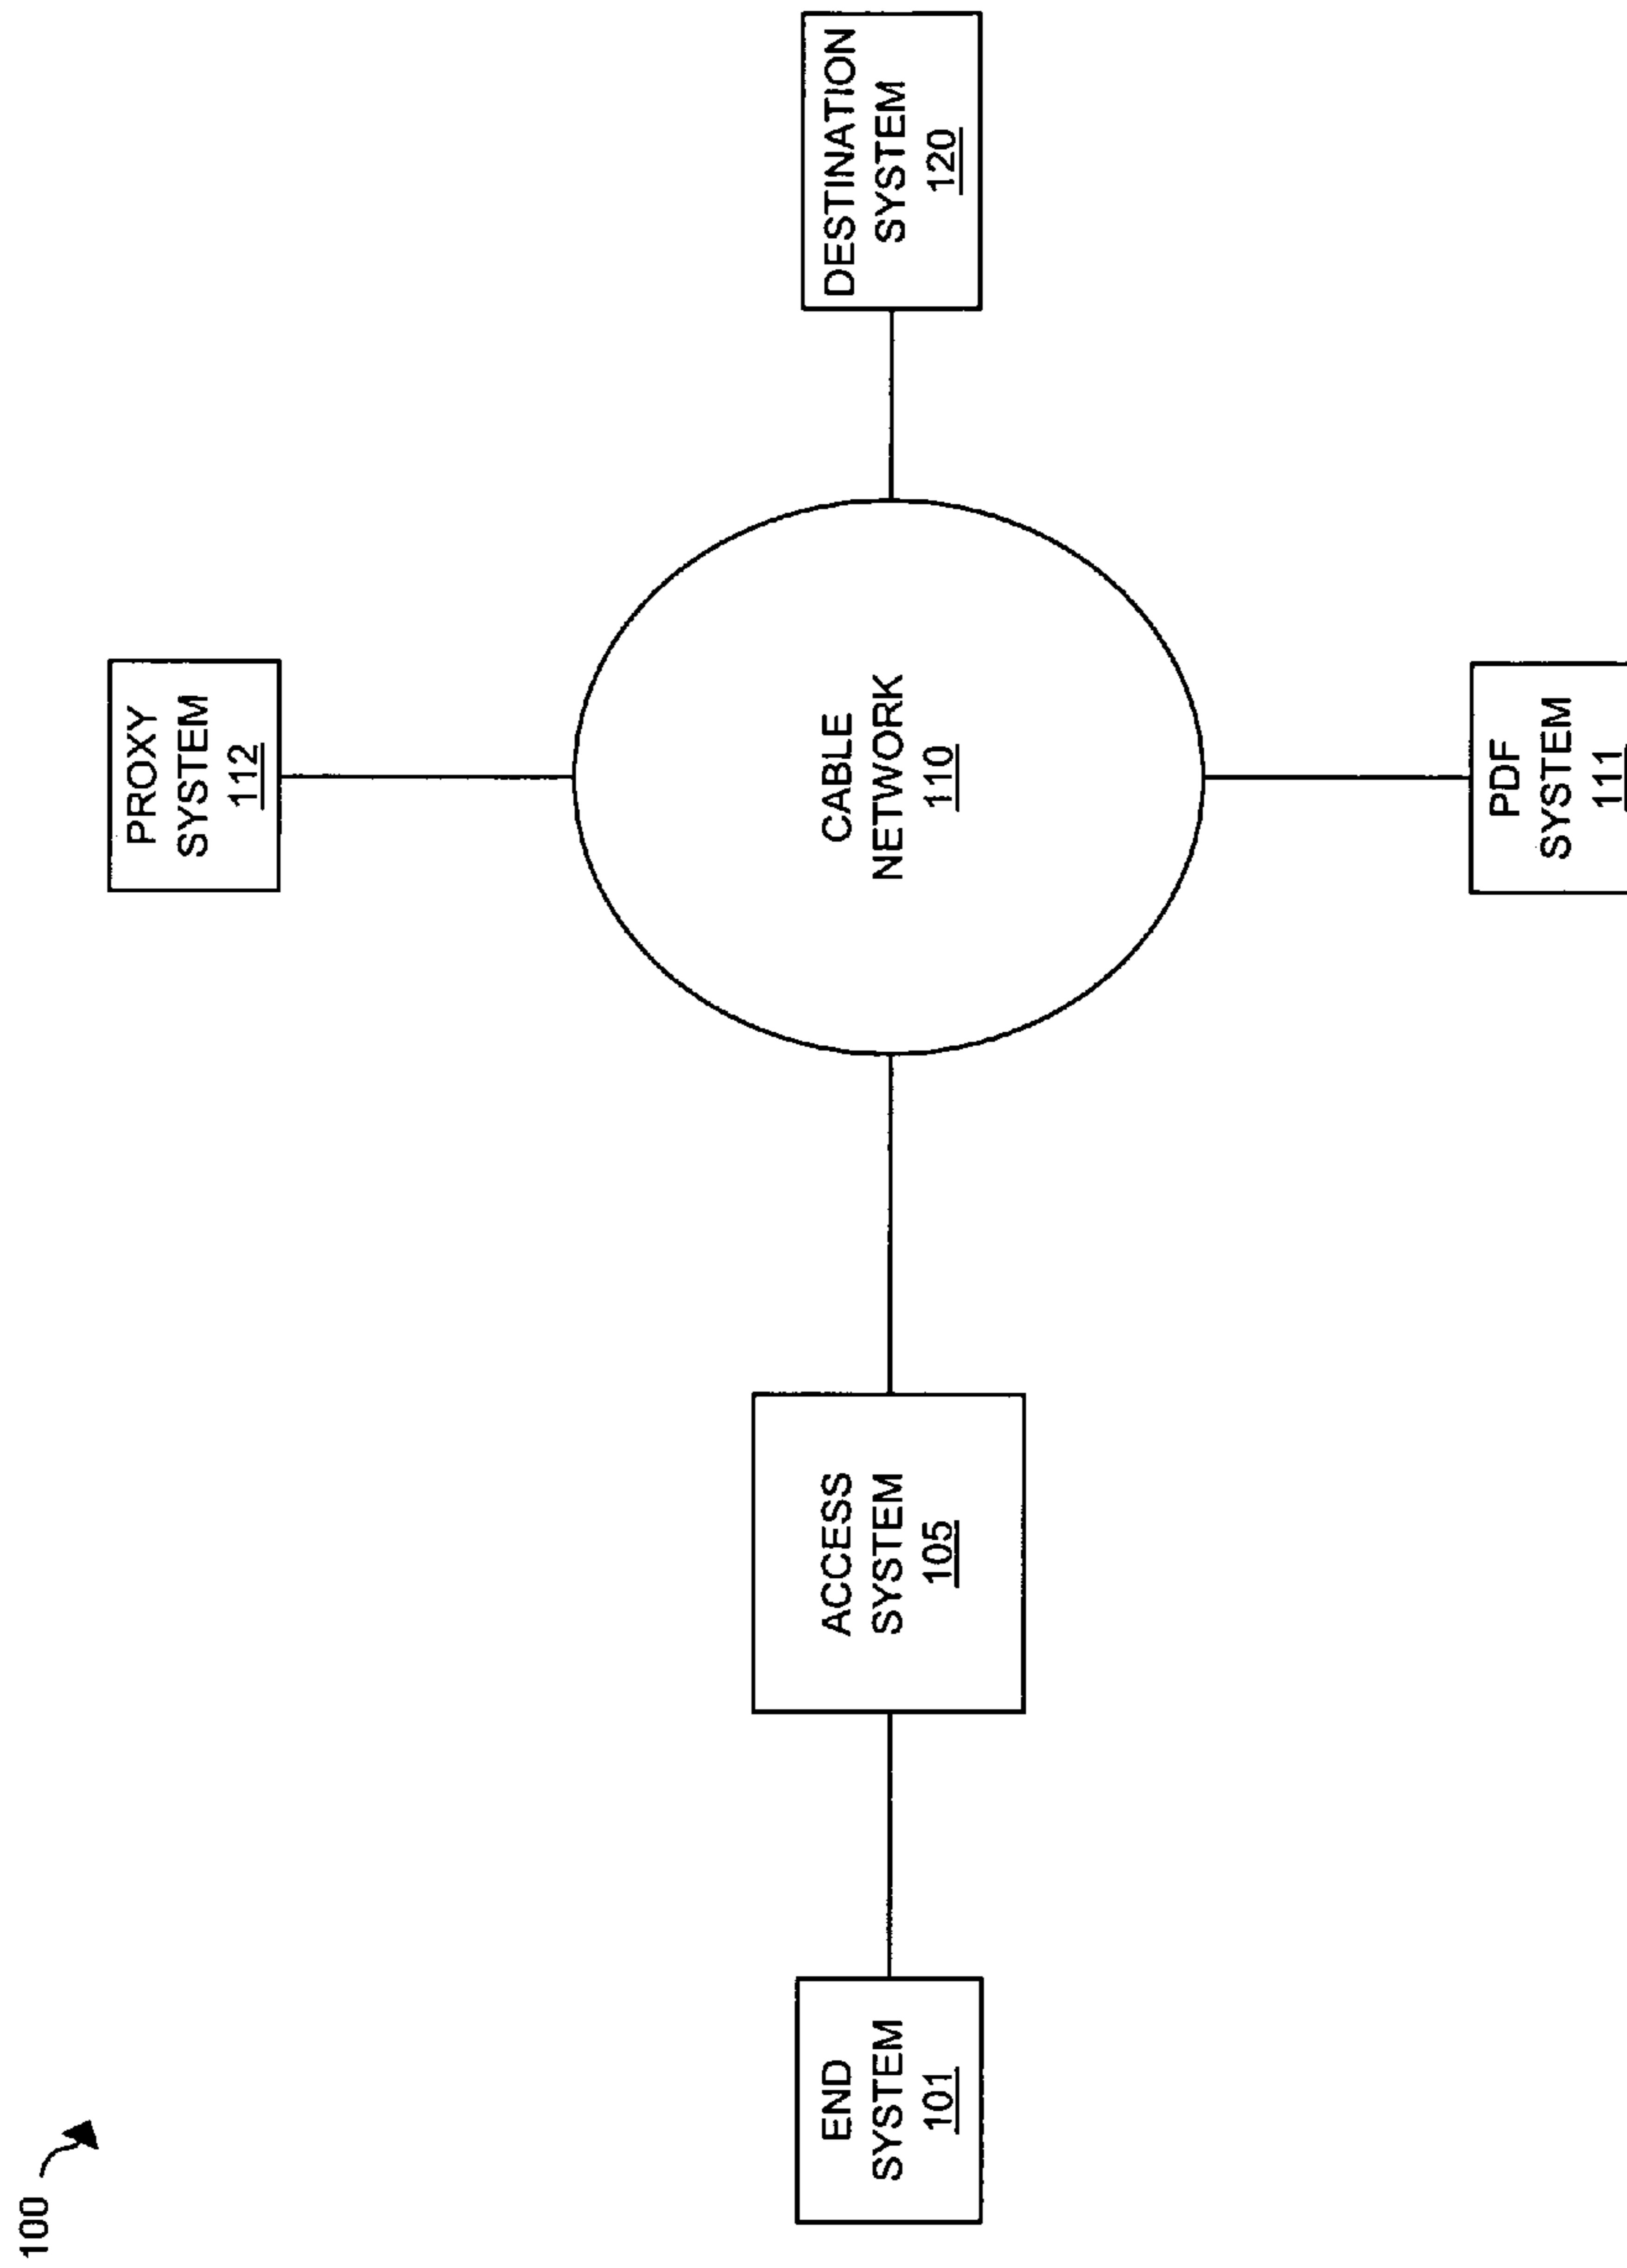 100
PROXY
SYSTEM
112
END
SYSTEM
101
ACCESS
SYSTEM
105
CABLE
NETWORK
110
DESTINATION
SYSTEM
120
PDF
SYSTEM
111